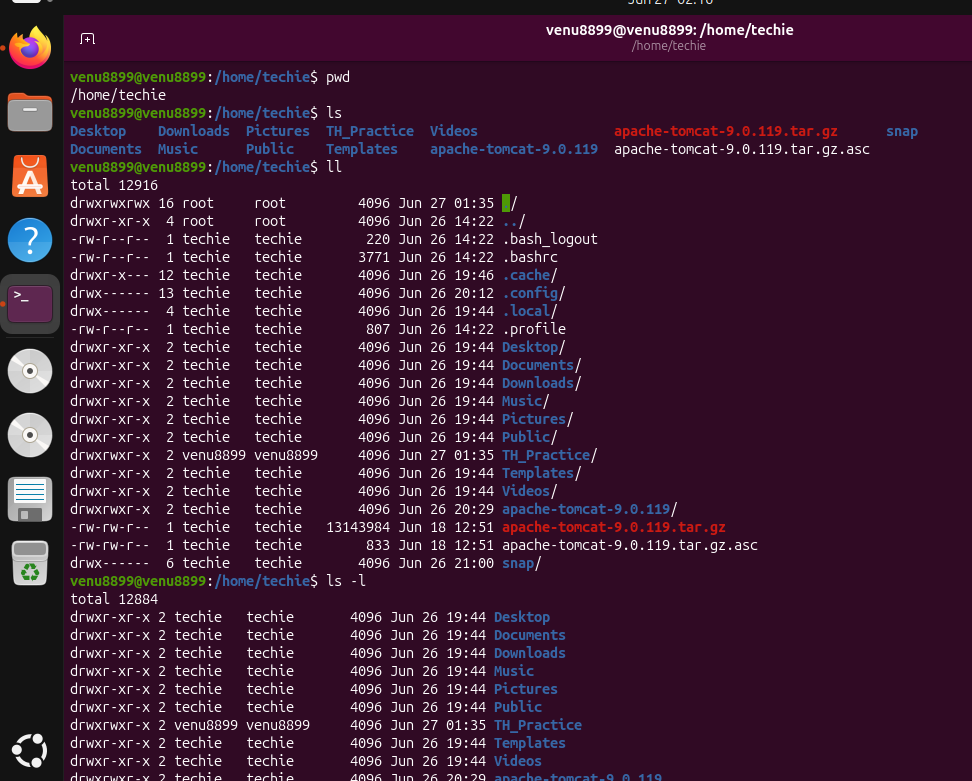 Jun 27 02:10
venu8899@venu8899: /home/techie
/home/techie
venu8899@venu8899:/home/techie$ pwd
/home/techie
venu8899@venu8899:/home/techie$ ls
Desktop    Downloads  Pictures  TH_Practice  Videos                 apache-tomcat-9.0.119.tar.gz      snap
Documents  Music      Public    Templates    apache-tomcat-9.0.119  apache-tomcat-9.0.119.tar.gz.asc
venu8899@venu8899:/home/techie$ ll
total 12916
drwxrwxrwx 16 root     root         4096 Jun 27 01:35 ./
drwxr-xr-x  4 root     root         4096 Jun 26 14:22 ../
-rw-r--r--  1 techie   techie        220 Jun 26 14:22 .bash_logout
-rw-r--r--  1 techie   techie       3771 Jun 26 14:22 .bashrc
drwxr-x--- 12 techie   techie       4096 Jun 26 19:46 .cache/
drwx------ 13 techie   techie       4096 Jun 26 20:12 .config/
drwx------  4 techie   techie       4096 Jun 26 19:44 .local/
-rw-r--r--  1 techie   techie        807 Jun 26 14:22 .profile
drwxr-xr-x  2 techie   techie       4096 Jun 26 19:44 Desktop/
drwxr-xr-x  2 techie   techie       4096 Jun 26 19:44 Documents/
drwxr-xr-x  2 techie   techie       4096 Jun 26 19:44 Downloads/
drwxr-xr-x  2 techie   techie       4096 Jun 26 19:44 Music/
drwxr-xr-x  2 techie   techie       4096 Jun 26 19:44 Pictures/
drwxr-xr-x  2 techie   techie       4096 Jun 26 19:44 Public/
drwxrwxr-x  2 venu8899 venu8899     4096 Jun 27 01:35 TH_Practice/
drwxr-xr-x  2 techie   techie       4096 Jun 26 19:44 Templates/
drwxr-xr-x  2 techie   techie       4096 Jun 26 19:44 Videos/
drwxrwxr-x  2 techie   techie       4096 Jun 26 20:29 apache-tomcat-9.0.119/
-rw-rw-r--  1 techie   techie   13143984 Jun 18 12:51 apache-tomcat-9.0.119.tar.gz
-rw-rw-r--  1 techie   techie        833 Jun 18 12:51 apache-tomcat-9.0.119.tar.gz.asc
drwx------  6 techie   techie       4096 Jun 26 21:00 snap/
venu8899@venu8899:/home/techie$ ls -l
total 12884
drwxr-xr-x 2 techie   techie       4096 Jun 26 19:44 Desktop
drwxr-xr-x 2 techie   techie       4096 Jun 26 19:44 Documents
drwxr-xr-x 2 techie   techie       4096 Jun 26 19:44 Downloads
drwxr-xr-x 2 techie   techie       4096 Jun 26 19:44 Music
drwxr-xr-x 2 techie   techie       4096 Jun 26 19:44 Pictures
drwxr-xr-x 2 techie   techie       4096 Jun 26 19:44 Public
drwxrwxr-x 2 venu8899 venu8899     4096 Jun 27 01:35 TH_Practice
drwxr-xr-x 2 techie   techie       4096 Jun 26 19:44 Templates
drwxr-xr-x 2 techie   techie       4096 Jun 26 19:44 Videos
drwxrwxr-x 2 techie   techie       4096 Jun 26 20:29 apache-tomcat-9.0.119